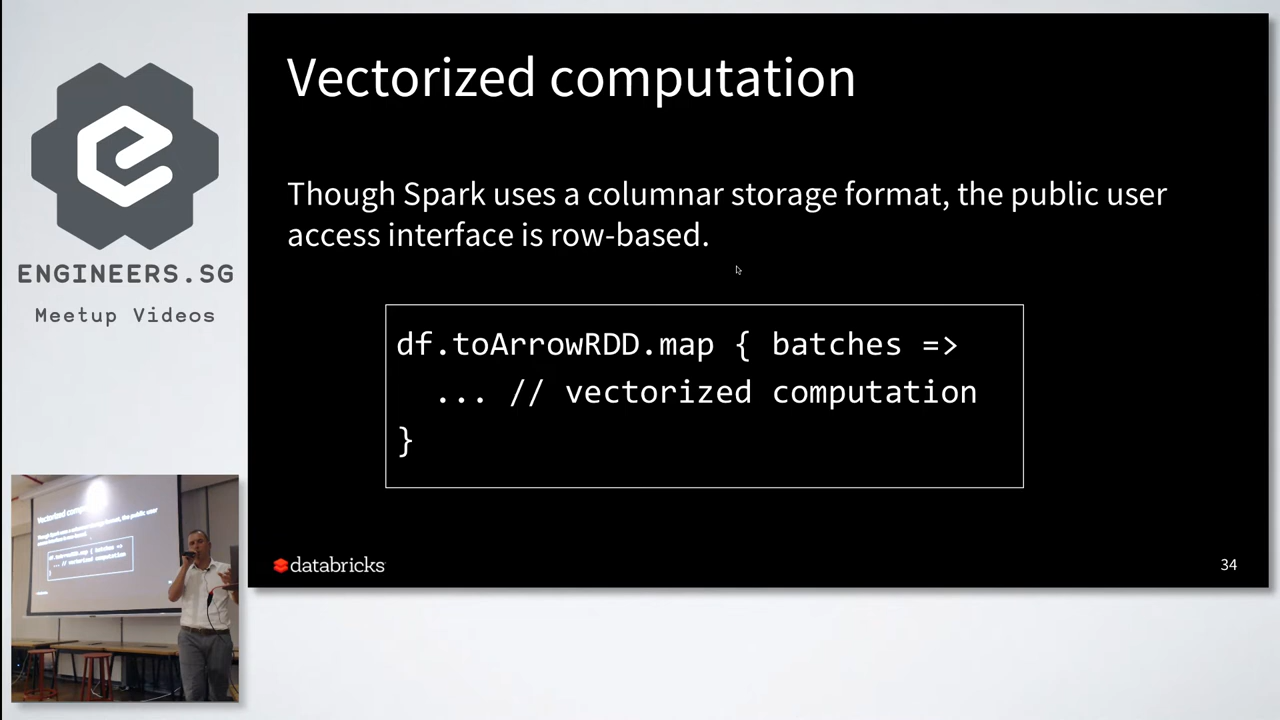 ENGINEERS.SG
Meetup Videos
Vectorized computation
Though Spark uses a columnar storage format, the public user
access interface is row-based.
df.toArrowRDD.map { batches =>
  ... // vectorized computation
}
databricks
34